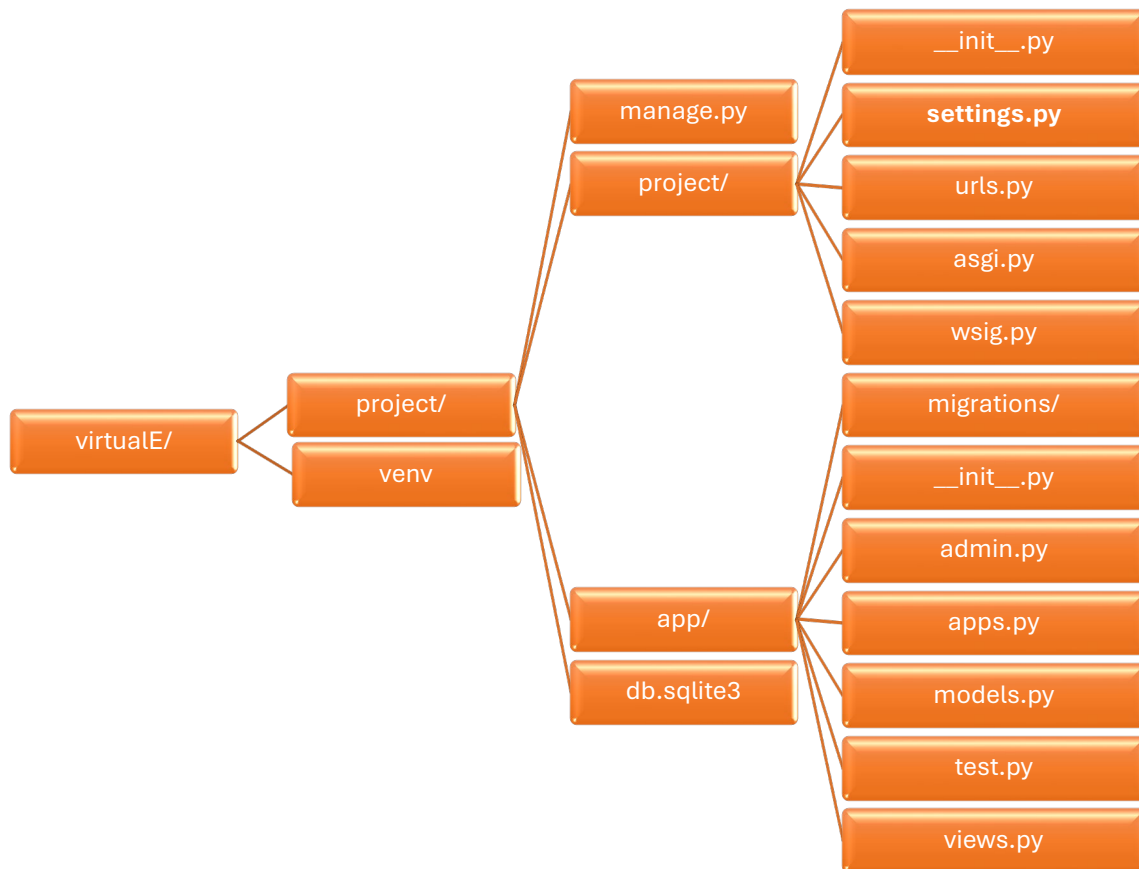 virtualE/
project/
venv
manage.py
project/
app/
db.sqlite3
__init__.py
settings.py
urls.py
asgi.py
wsig.py
migrations/
__init__.py
admin.py
apps.py
models.py
test.py
views.py